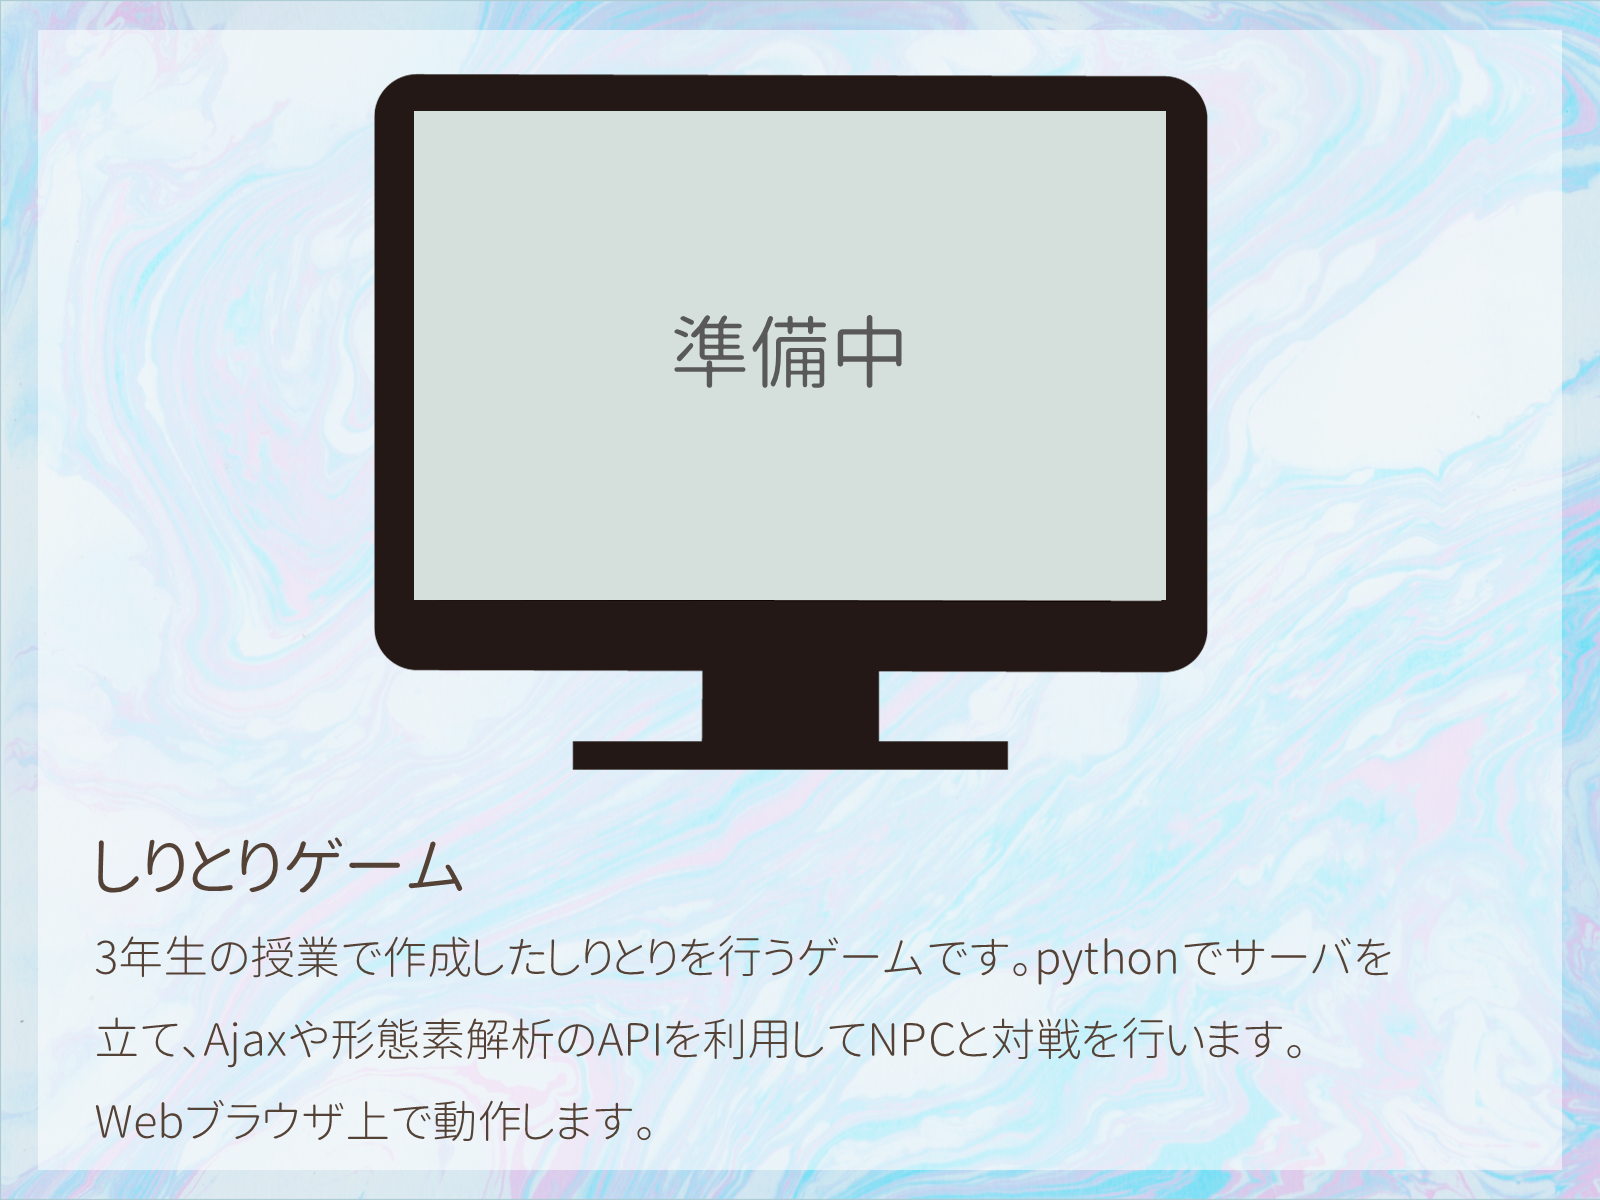 準備中
しりとりゲーム
3年生の授業で作成したしりとりを行うゲームです。pythonでサーバを
立て、Ajaxや形態素解析のAPIを利用してNPCと対戦を行います。
Webブラウザ上で動作します。